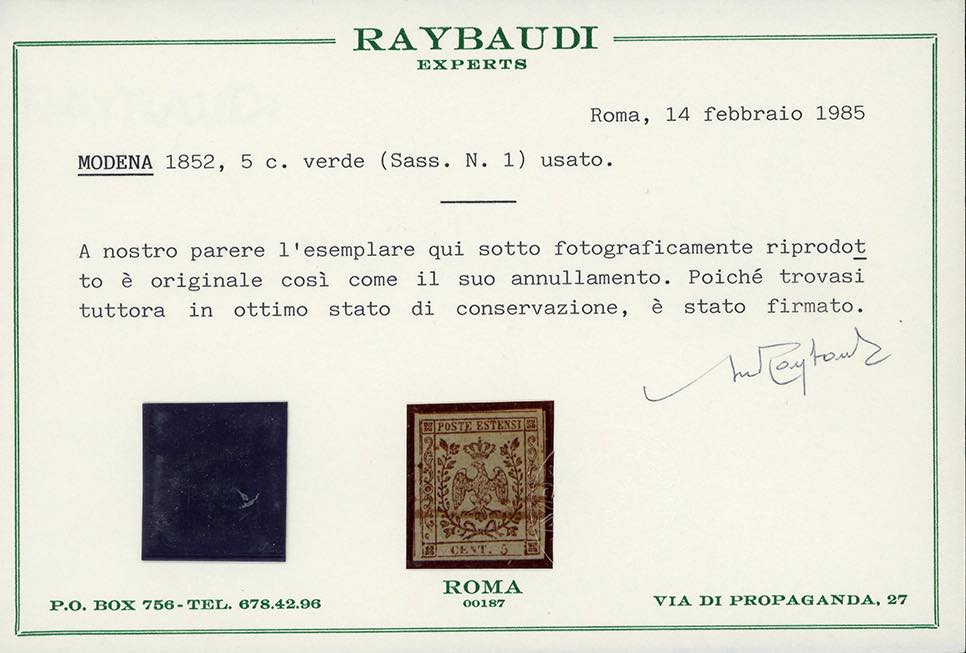 RAYBAUDI
EXPERTS
Roma, 14 febbraio 1985
MODENA 1852, 5 c. verde (Sass. N. 1) usato.
A nostro parere l'esemplare qui sotto fotograficamente riprodot
to è originale così come il suo annullamento. Poiché trovasi
tuttora in ottimo stato di conservazione, è stato firmato.
Raybaudi
POSTE ESTENSI
CENT. 5
ROMA
00187
P.O. BOX 756-TEL. 678.42.96
VIA DI PROPAGANDA, 27